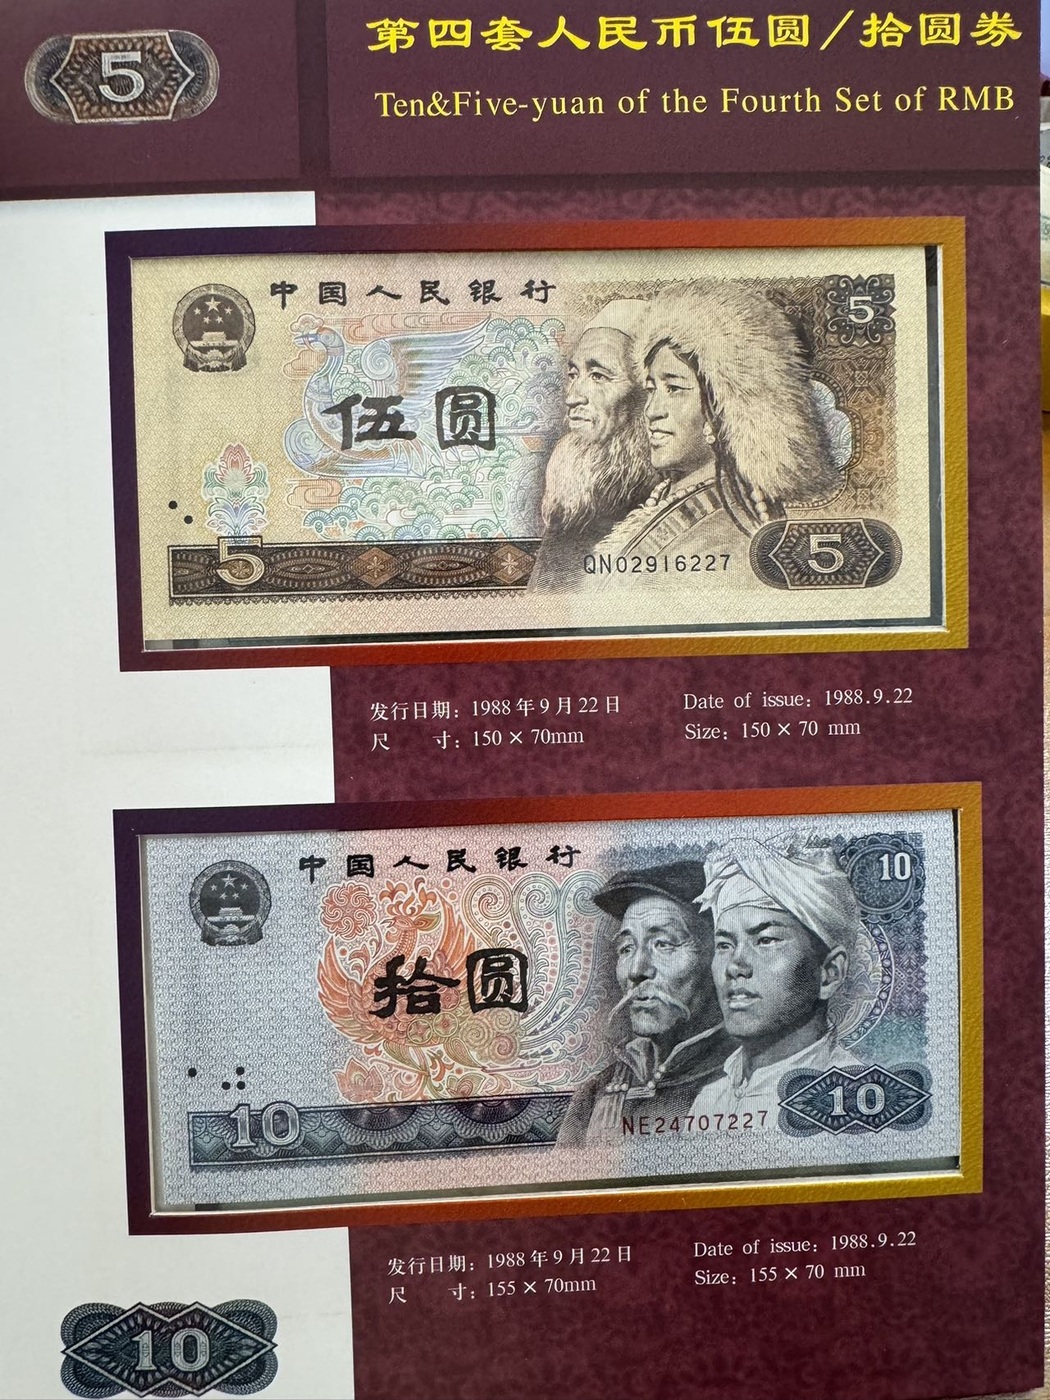 5
第四套人民币伍圆/拾圆券
Ten&Five-yuan of the Fourth Set of RMB
中国人民银行
5
伍圆
5
QN02916227
5
发行日期：1988年9月22日
尺 寸：150×70mm
Date of issue：1988.9.22
Size：150×70 mm
中国人民银行
10
拾圆
10
NE24707227
10
发行日期：1988年9月22日
尺 寸：155×70mm
Date of issue：1988.9.22
Size：155×70 mm
10